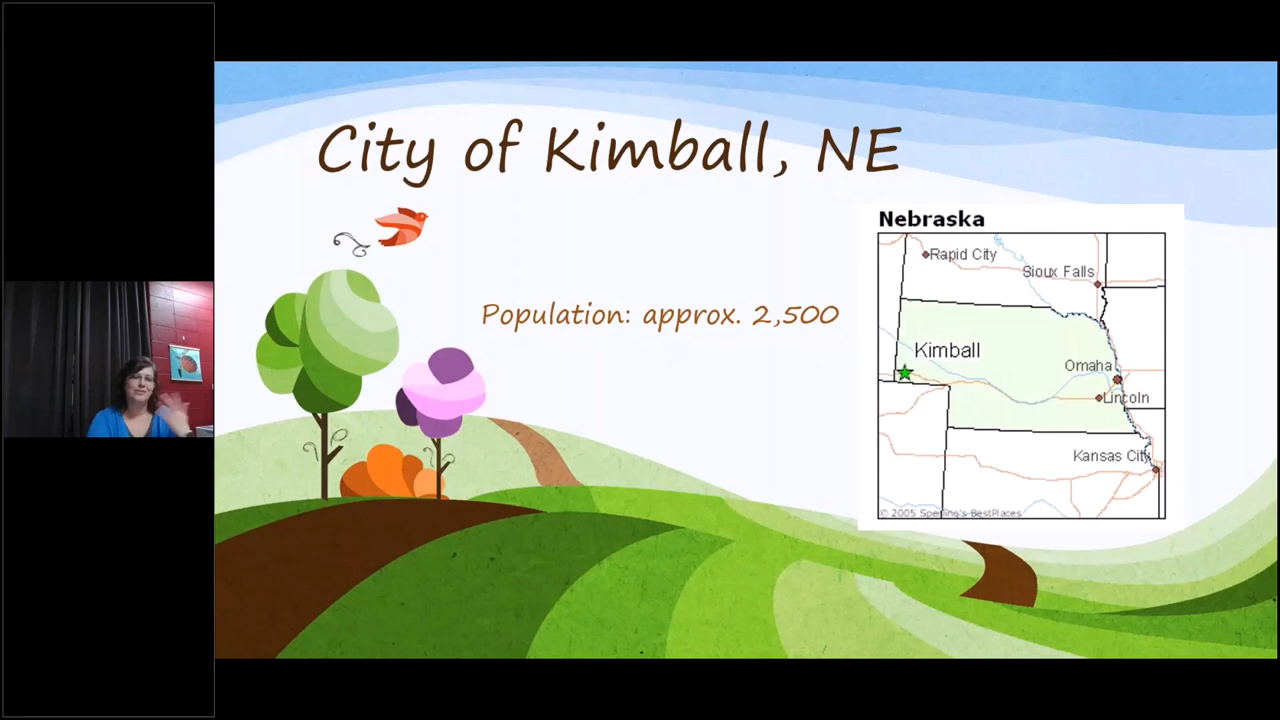 City of Kimball, NE
Population: approx. 2,500
Nebraska
Rapid City
Sioux Falls
Kimball
Omaha
Lincoln
Kansas City
© 2005 Sperling's BestPlaces